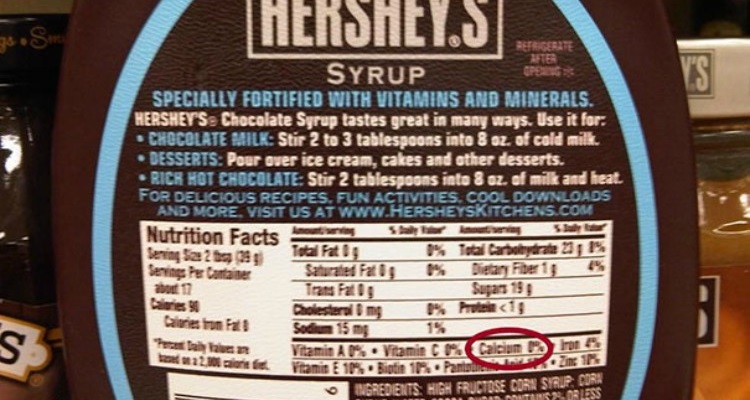 HERSHEY'S
SYRUP
REFRIGERATE
AFTER
OPENING
SPECIALLY FORTIFIED WITH VITAMINS AND MINERALS.
HERSHEY'S® Chocolate Syrup tastes great in many ways. Use it for:
• CHOCOLATE MILK: Stir 2 to 3 tablespoons into 8 oz. of cold milk.
• DESSERTS: Pour over ice cream, cakes and other desserts.
• RICH HOT CHOCOLATE: Stir 2 tablespoons into 8 oz. of milk and heat.
FOR DELICIOUS RECIPES, FUN ACTIVITIES, COOL DOWNLOADS
AND MORE, VISIT US AT WWW.HERSHEYSKITCHENS.COM
Nutrition Facts
Serving Size 2 tbsp (39 g)
Servings Per Container
about 17
Calories 90
Calories from Fat 0
*Percent Daily Values are
based on a 2,000 calorie diet.
Amount/serving % Daily Value*
Total Fat 0 g 0%
Saturated Fat 0 g 0%
Trans Fat 0 g
Cholesterol 0 mg 0%
Sodium 15 mg 1%
Amount/serving % Daily Value*
Total Carbohydrate 23 g 8%
Dietary Fiber 1 g 4%
Sugars 19 g
Protein <1 g
Vitamin A 0% • Vitamin C 0% Calcium 0% Iron 4%
Vitamin E 10% • Biotin 10% • Acid • Zinc 10%
INGREDIENTS: HIGH FRUCTOSE CORN SYRUP; CORN
SUGAR; CONTAINS 2% OR LESS
Y'S
S